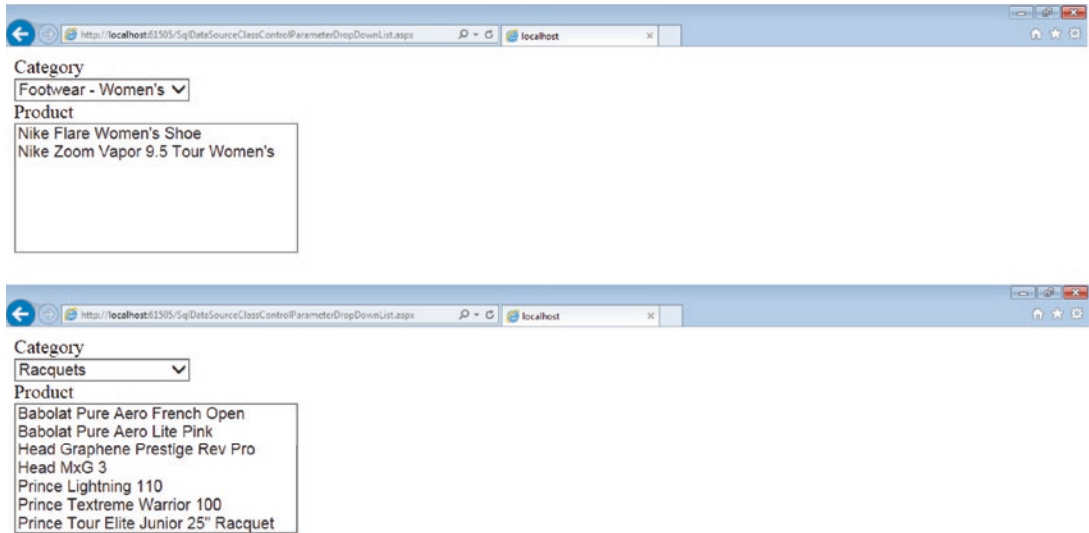 http://localhost:61505/SqlDataSourceClassControlParameterDropDownList.aspx
localhost
Category
Footwear - Women's
Product
Nike Flare Women's Shoe
Nike Zoom Vapor 9.5 Tour Women's
http://localhost:61505/SqlDataSourceClassControlParameterDropDownList.aspx
localhost
Category
Racquets
Product
Babolat Pure Aero French Open
Babolat Pure Aero Lite Pink
Head Graphene Prestige Rev Pro
Head MxG 3
Prince Lightning 110
Prince Textreme Warrior 100
Prince Tour Elite Junior 25" Racquet